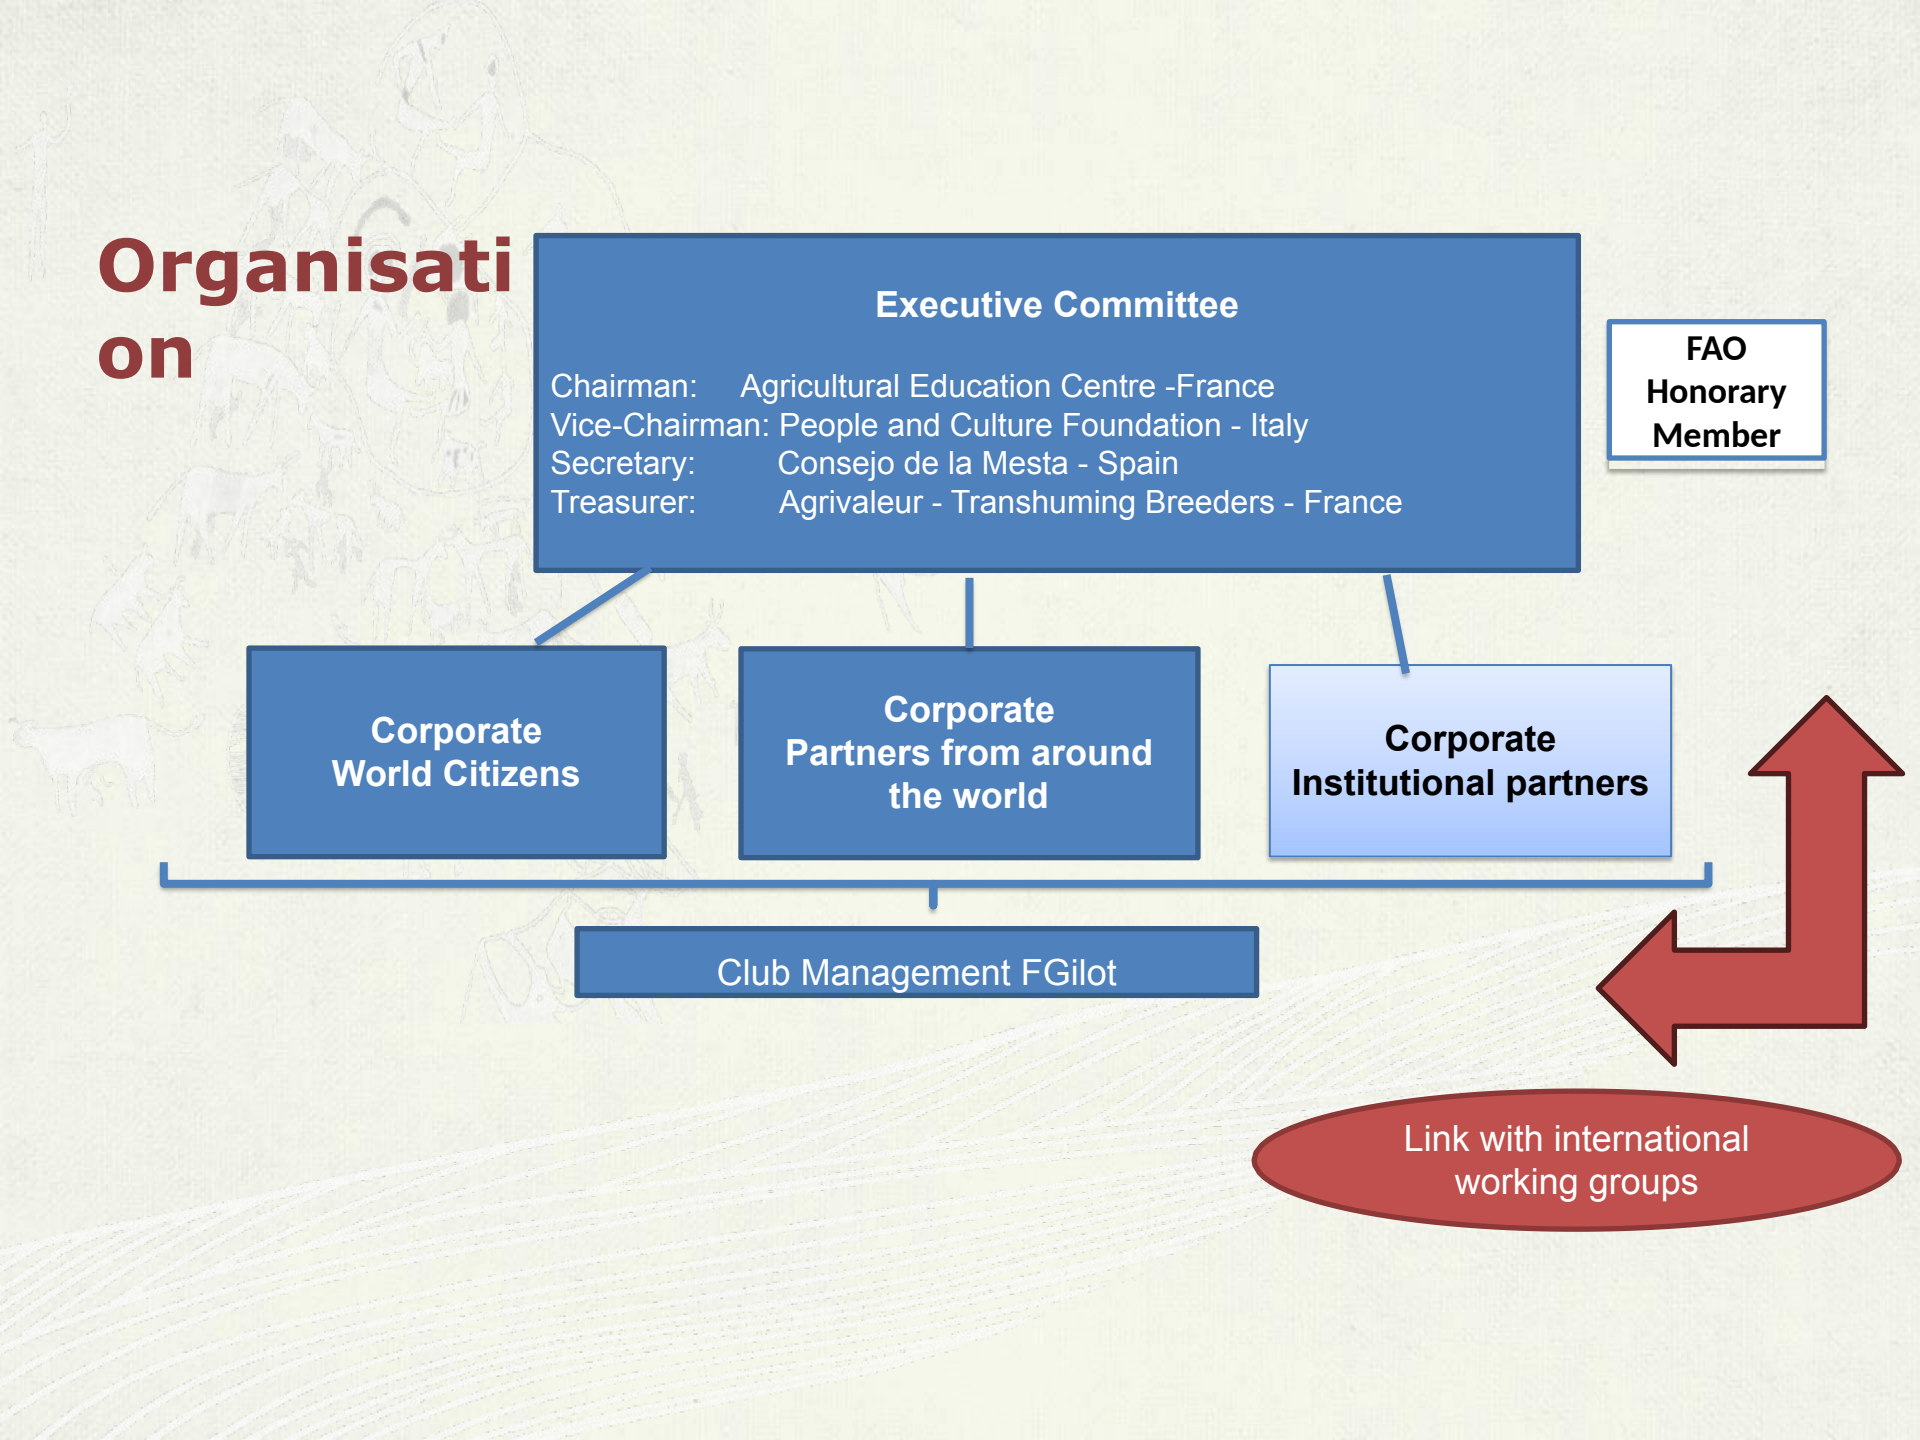 Organisati
on
Executive Committee
Chairman: Agricultural Education Centre -France
Vice-Chairman: People and Culture Foundation - Italy
Secretary: Consejo de la Mesta - Spain
Treasurer: Agrivaleur - Transhuming Breeders - France
FAO
Honorary
Member
Corporate
World Citizens
Corporate
Partners from around
the world
Corporate
Institutional partners
Club Management FGilot
Link with international
working groups